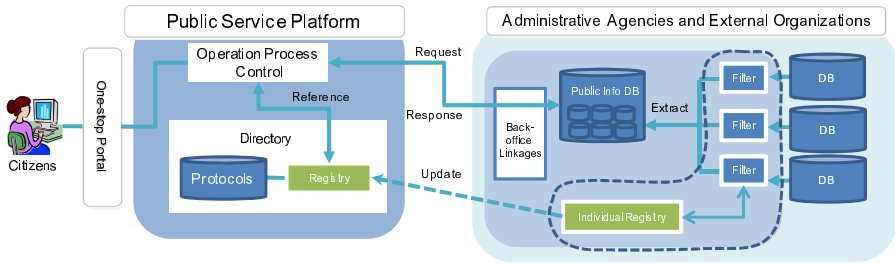 Public Service Platform
Administrative Agencies and External Organizations
One-stop Portal
Citizens
Operation Process
Control
Reference
Directory
Protocols
Registry
Request
Response
Update
Back-
office
Linkages
Public Info DB
Extract
Filter
Filter
Filter
DB
DB
DB
Individual Registry